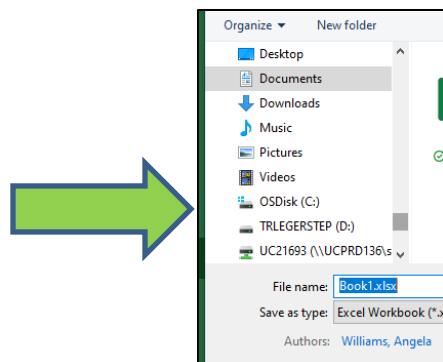 Organize New folder
Desktop
Documents
Downloads
Music
Pictures
Videos
OSDisk (C:)
TRLEGERSTEP (D:)
UC21693 (\\UCPRD136\s
File name: Book1.xlsx
Save as type: Excel Workbook (*.x
Authors: Williams, Angela